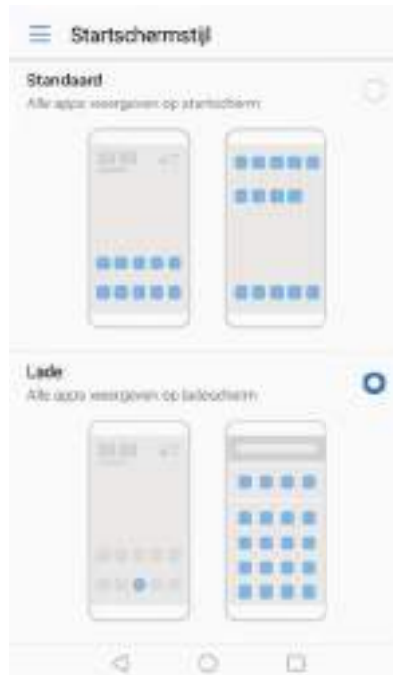 Startschermstijl
Standaard
Alle apps weergeven op startscherm
Lade
Alle apps weergeven op ladescherm